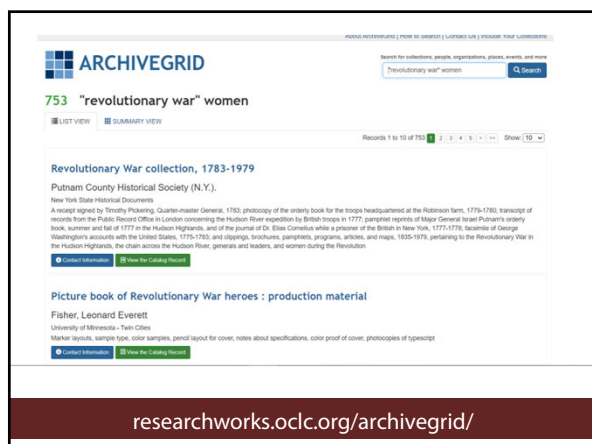 About ArchiveGrid | How to Search | Contact Us | Include Your Collections
ARCHIVEGRID
Search for collections, people, organizations, places, events, and more
"revolutionary war" women
Search
753 "revolutionary war" women
LIST VIEW SUMMARY VIEW
Records 1 to 10 of 753 1 2 3 4 5 > >> Show: 10
Revolutionary War collection, 1783-1979
Putnam County Historical Society (N.Y.).
New York State Historical Documents
A receipt signed by Timothy Pickering, Quarter-master General, 1783; photocopy of the orderly book for the troops headquartered at the Robinson farm, 1779-1780; transcript of
records from the Public Record Office in London concerning the Hudson River expedition by British troops in 1777; pamphlet reprints of Major General Israel Putnam's orderly
book, summer and fall of 1777 in the Hudson Highlands, and of the journal of Dr. Elias Cornelius while a prisoner of the British in New York, 1777-1778; facsimile of George
Washington's accounts with the United States, 1775-1783; and clippings, brochures, pamphlets, programs, articles, and maps, 1835-1979, pertaining to the Revolutionary War in
the Hudson Highlands, the chain across the Hudson River, generals and leaders, and women during the Revolution
Contact Information View the Catalog Record
Picture book of Revolutionary War heroes : production material
Fisher, Leonard Everett
University of Minnesota - Twin Cities
Marker layouts, sample type, color samples, pencil layout for cover, notes about specifications, color proof of cover, photocopies of typescript
Contact Information View the Catalog Record
researchworks.oclc.org/archivegrid/